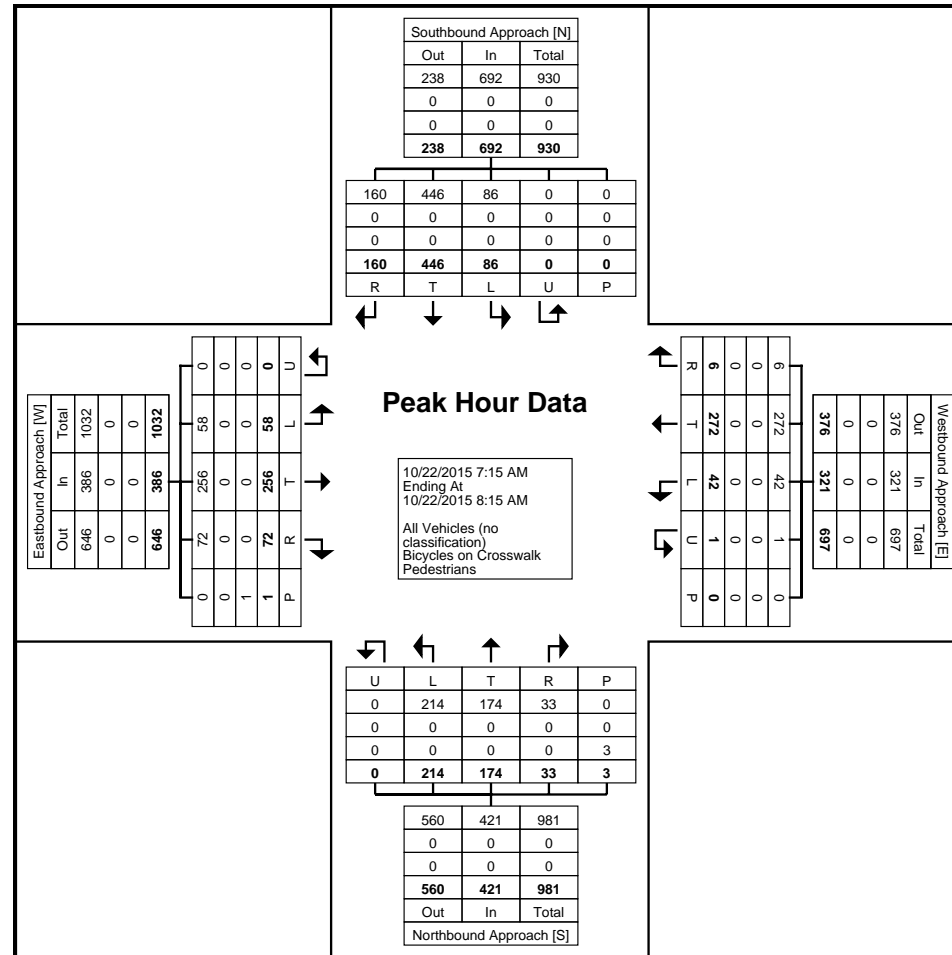 Southbound Approach [N]
Out In Total
238 692 930
0 0 0
0 0 0
238 692 930
160 446 86 0 0
0 0 0 0 0
0 0 0 0 0
160 446 86 0 0
R T L U P
Eastbound Approach [W]
Total 1032 0 0 1032
In 386 0 0 386
Out 646 0 0 646
0 0 0 0 U
58 0 0 58 L
256 0 0 256 T
72 0 0 72 R
0 0 1 1 P
Peak Hour Data
10/22/2015 7:15 AM
Ending At
10/22/2015 8:15 AM
All Vehicles (no
classification)
Bicycles on Crosswalk
Pedestrians
R 6 0 0 6
T 272 0 0 272
L 42 0 0 42
U 1 0 0 1
P 0 0 0 0
Westbound Approach [E]
376 0 0 376 Out
321 0 0 321 In
697 0 0 697 Total
U L T R P
0 214 174 33 0
0 0 0 0 0
0 0 0 0 3
0 214 174 33 3
560 421 981
0 0 0
0 0 0
560 421 981
Out In Total
Northbound Approach [S]